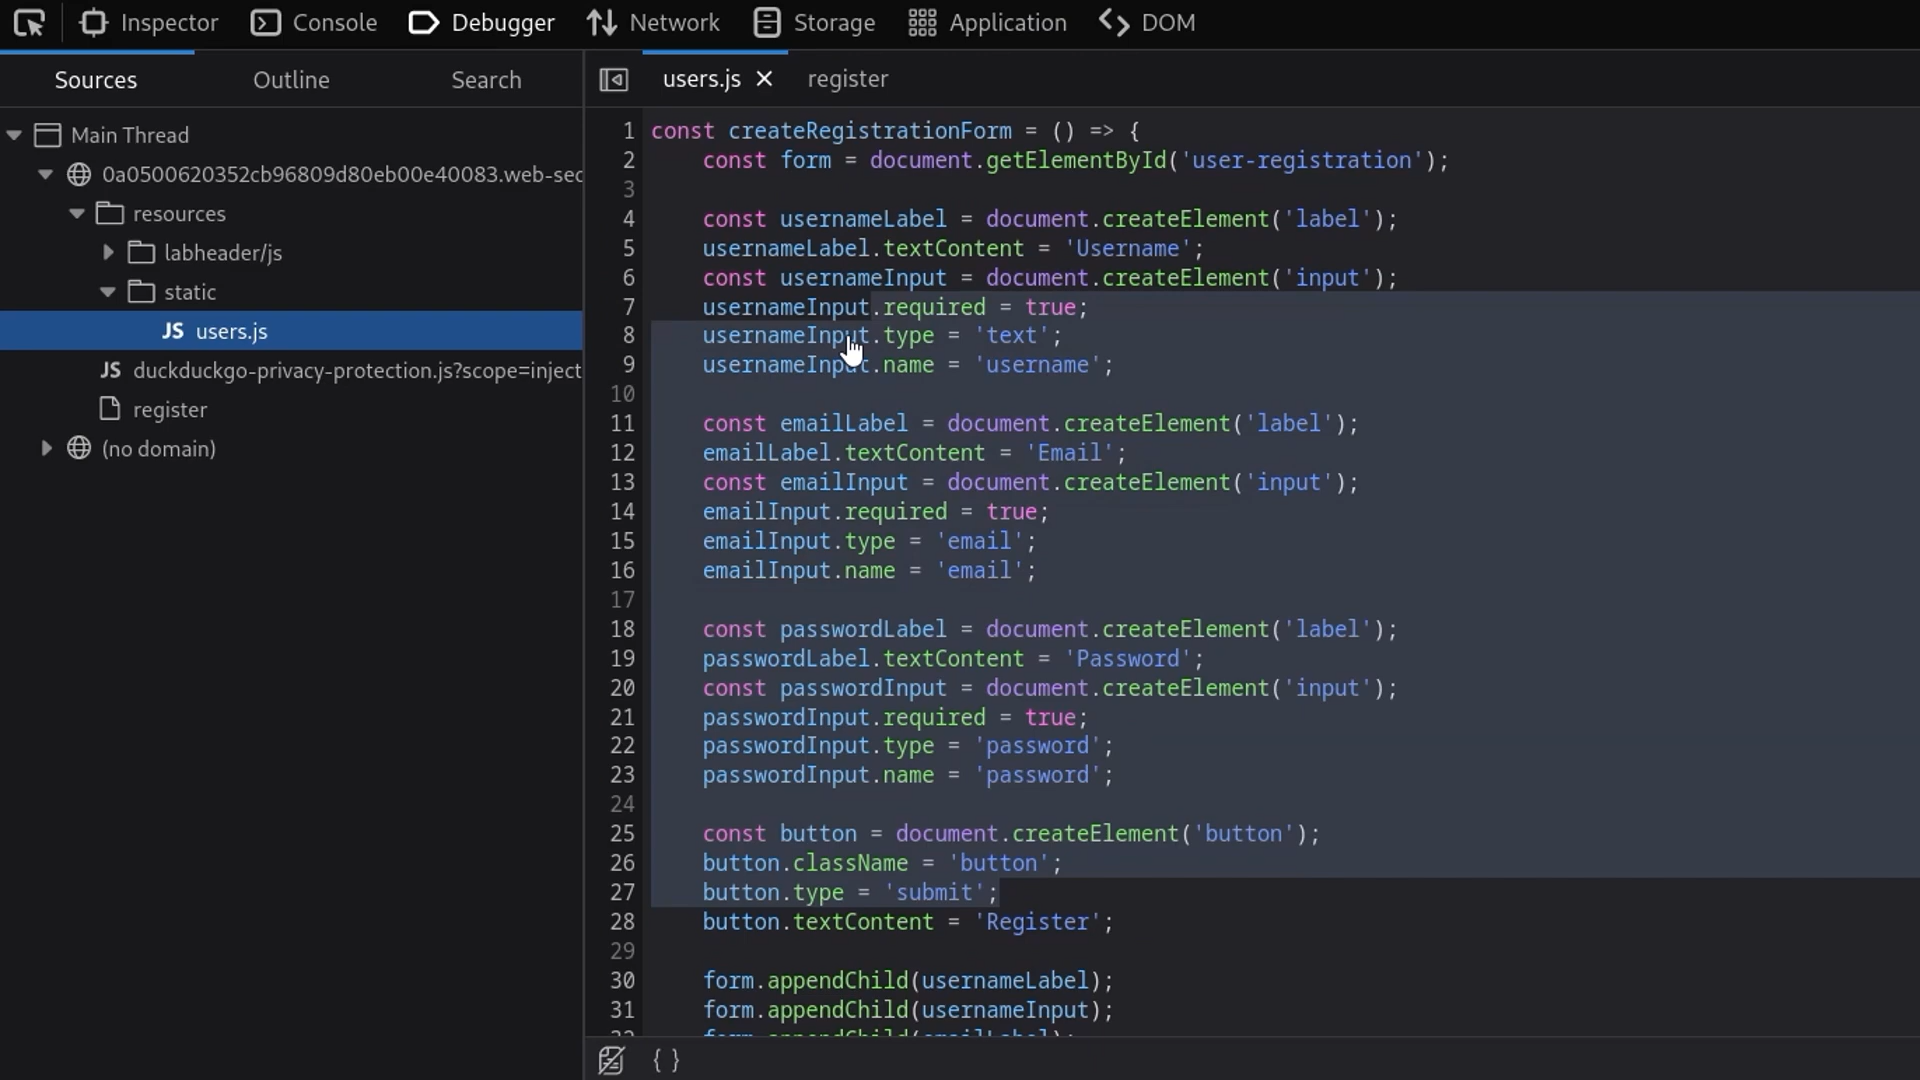 Inspector Console Debugger Network Storage Application DOM
Sources Outline Search
Main Thread
0a0500620352cb96809d80eb00e40083.web-sec
resources
labheader/js
static
JS users.js
JS duckduckgo-privacy-protection.js?scope=inject
register
(no domain)
users.js register
1 const createRegistrationForm = () => {
2 const form = document.getElementById('user-registration');
3
4 const usernameLabel = document.createElement('label');
5 usernameLabel.textContent = 'Username';
6 const usernameInput = document.createElement('input');
7 usernameInput.required = true;
8 usernameInput.type = 'text';
9 usernameInput.name = 'username';
10
11 const emailLabel = document.createElement('label');
12 emailLabel.textContent = 'Email';
13 const emailInput = document.createElement('input');
14 emailInput.required = true;
15 emailInput.type = 'email';
16 emailInput.name = 'email';
17
18 const passwordLabel = document.createElement('label');
19 passwordLabel.textContent = 'Password';
20 const passwordInput = document.createElement('input');
21 passwordInput.required = true;
22 passwordInput.type = 'password';
23 passwordInput.name = 'password';
24
25 const button = document.createElement('button');
26 button.className = 'button';
27 button.type = 'submit';
28 button.textContent = 'Register';
29
30 form.appendChild(usernameLabel);
31 form.appendChild(usernameInput);
32 form.appendChild(emailLabel);
{ }